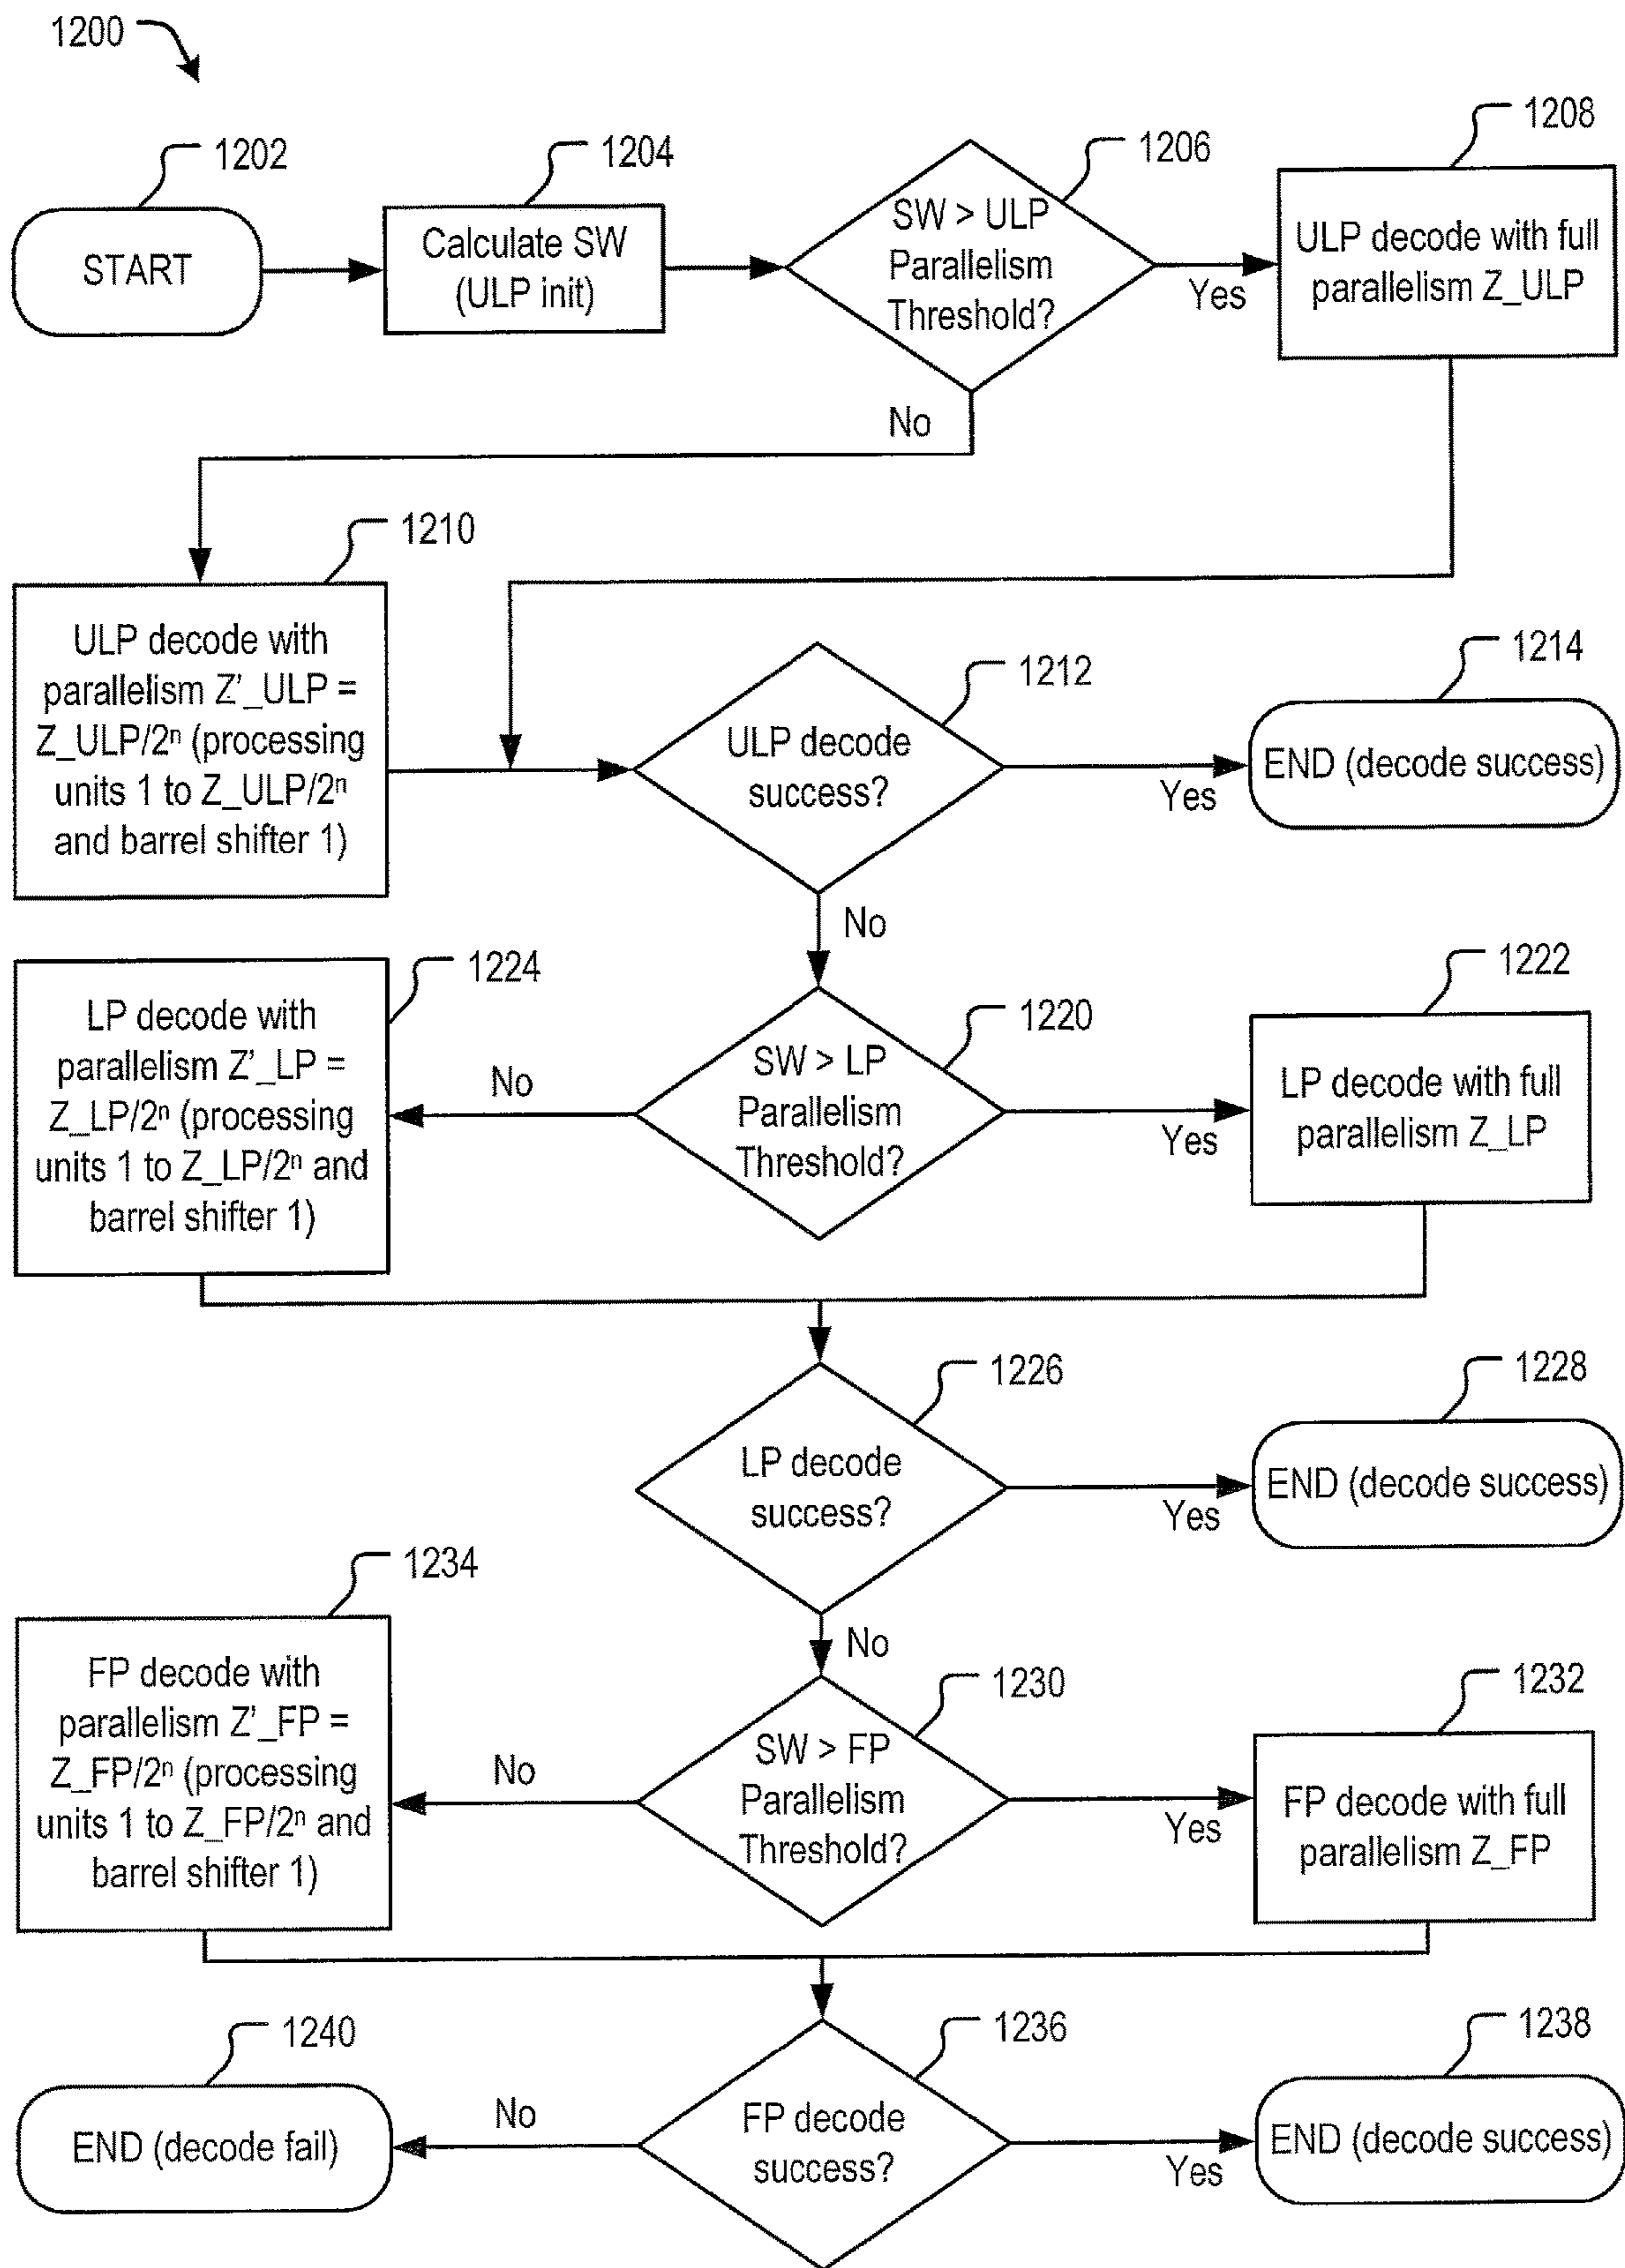 1200
1202
START
1204
Calculate SW
(ULP init)
1206
SW > ULP
Parallelism
Threshold?
Yes
No
1208
ULP decode with full
parallelism Z_ULP
1210
ULP decode with
parallelism Z'_ULP =
Z_ULP/2ⁿ (processing
units 1 to Z_ULP/2ⁿ
and barrel shifter 1)
1212
ULP decode
success?
Yes
No
1214
END (decode success)
1224
LP decode with
parallelism Z'_LP =
Z_LP/2ⁿ (processing
units 1 to Z_LP/2ⁿ and
barrel shifter 1)
No
1220
SW > LP
Parallelism
Threshold?
Yes
1222
LP decode with full
parallelism Z_LP
1226
LP decode
success?
Yes
No
1228
END (decode success)
1234
FP decode with
parallelism Z'_FP =
Z_FP/2ⁿ (processing
units 1 to Z_FP/2ⁿ and
barrel shifter 1)
No
1230
SW > FP
Parallelism
Threshold?
Yes
1232
FP decode with full
parallelism Z_FP
1240
END (decode fail)
No
1236
FP decode
success?
Yes
1238
END (decode success)